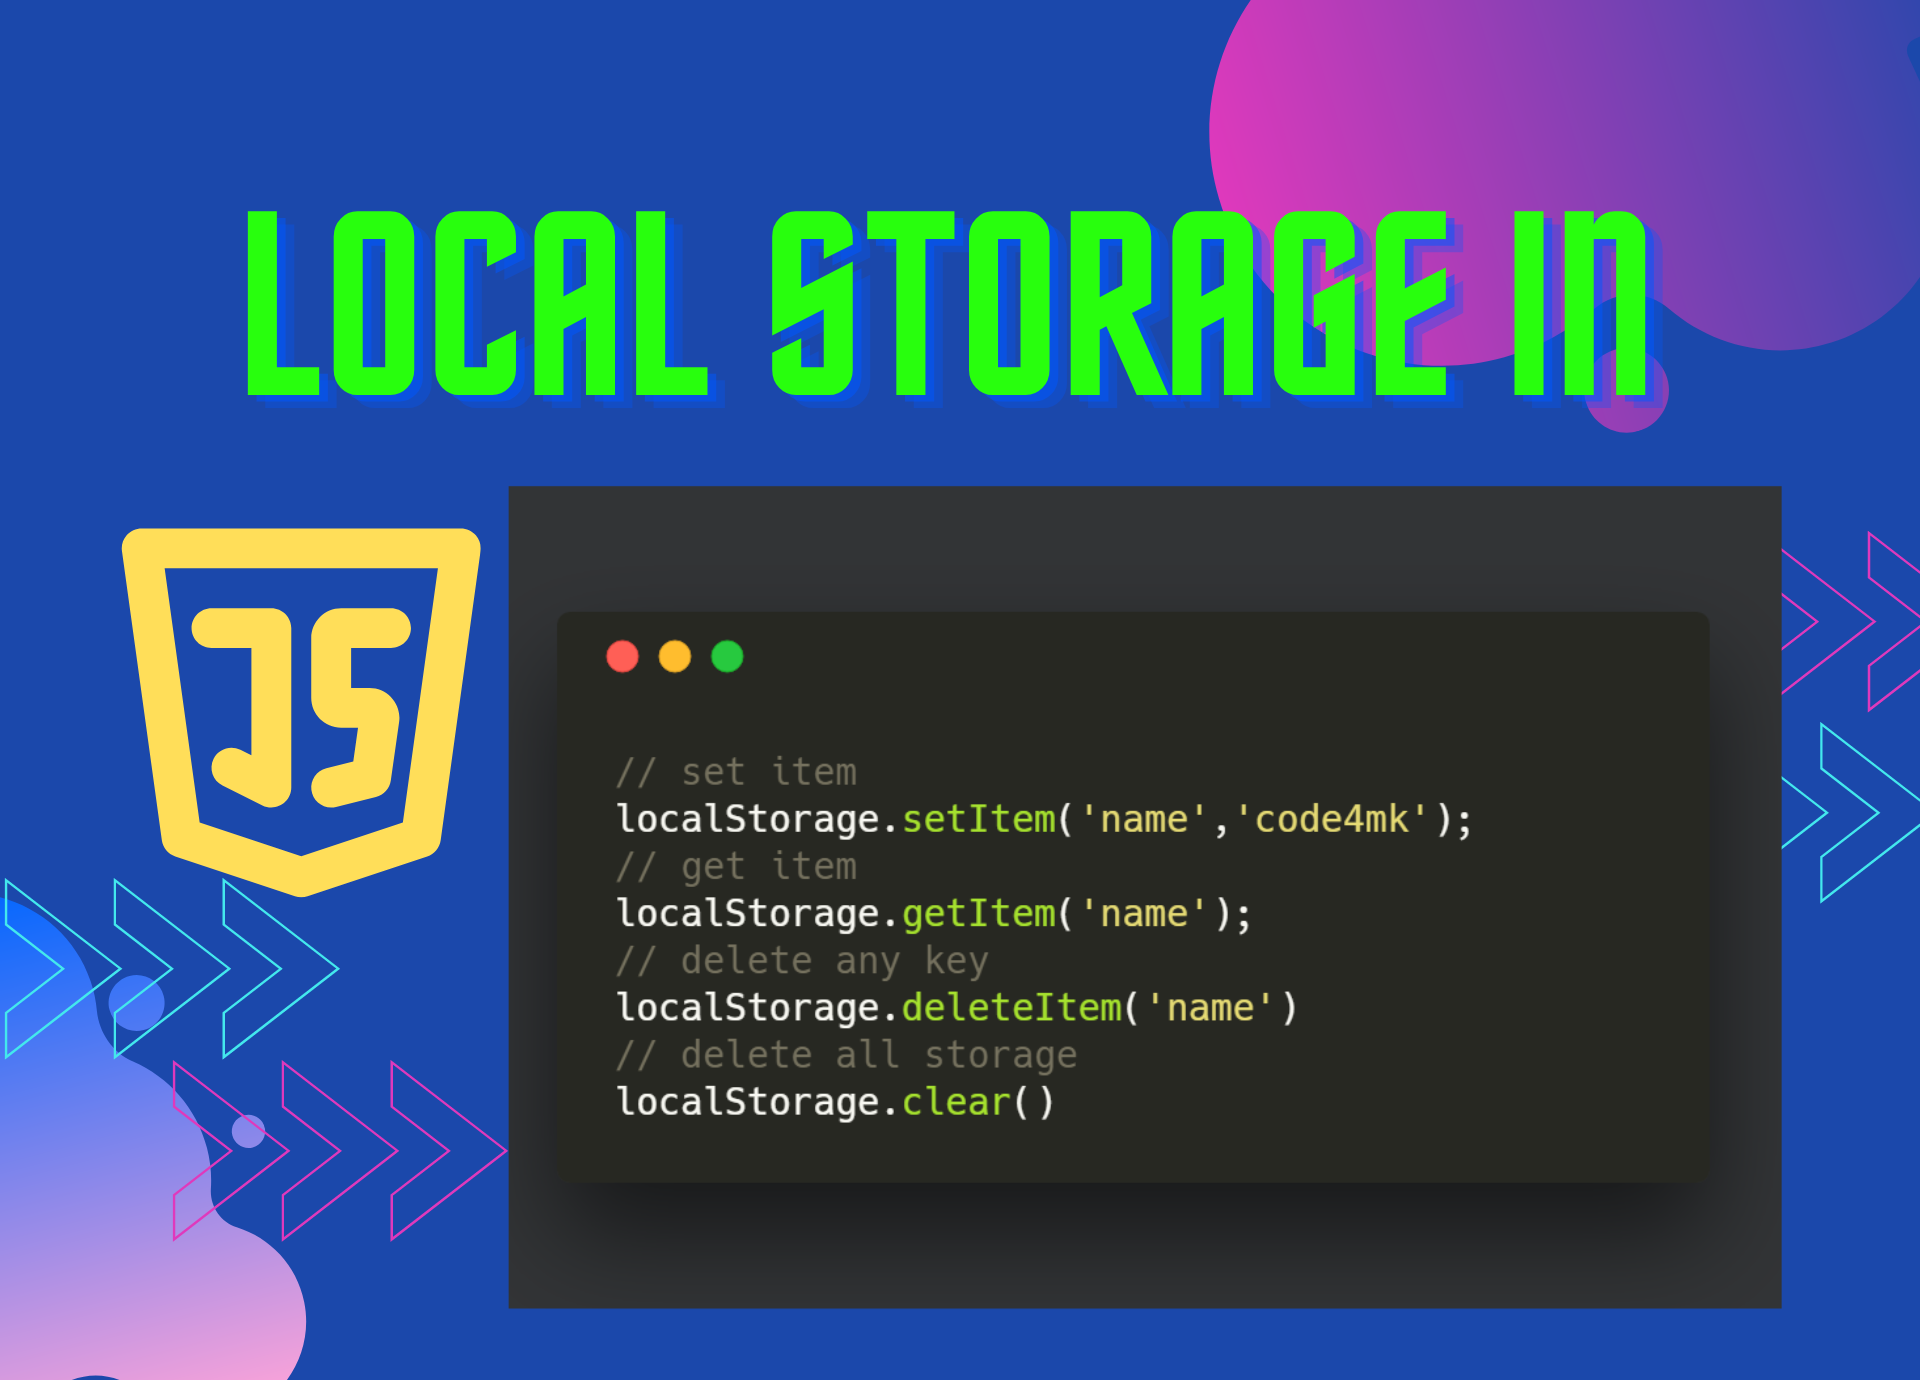 LOCAL STORAGE IN
JS
// set item
localStorage.setItem('name','code4mk');
// get item
localStorage.getItem('name');
// delete any key
localStorage.deleteItem('name')
// delete all storage
localStorage.clear()